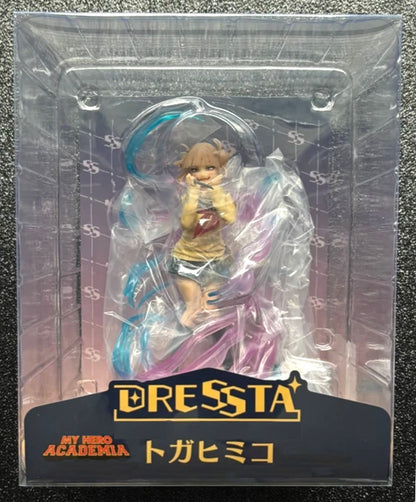 DRESSTA
MY HERO
ACADEMIA
トガヒミコ